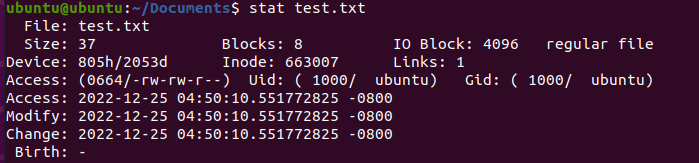 ubuntu@ubuntu:~/Documents$ stat test.txt
  File: test.txt
  Size: 37              Blocks: 8          IO Block: 4096   regular file
Device: 805h/2053d      Inode: 663007      Links: 1
Access: (0664/-rw-rw-r--)  Uid: ( 1000/  ubuntu)   Gid: ( 1000/  ubuntu)
Access: 2022-12-25 04:50:10.551772825 -0800
Modify: 2022-12-25 04:50:10.551772825 -0800
Change: 2022-12-25 04:50:10.551772825 -0800
 Birth: -